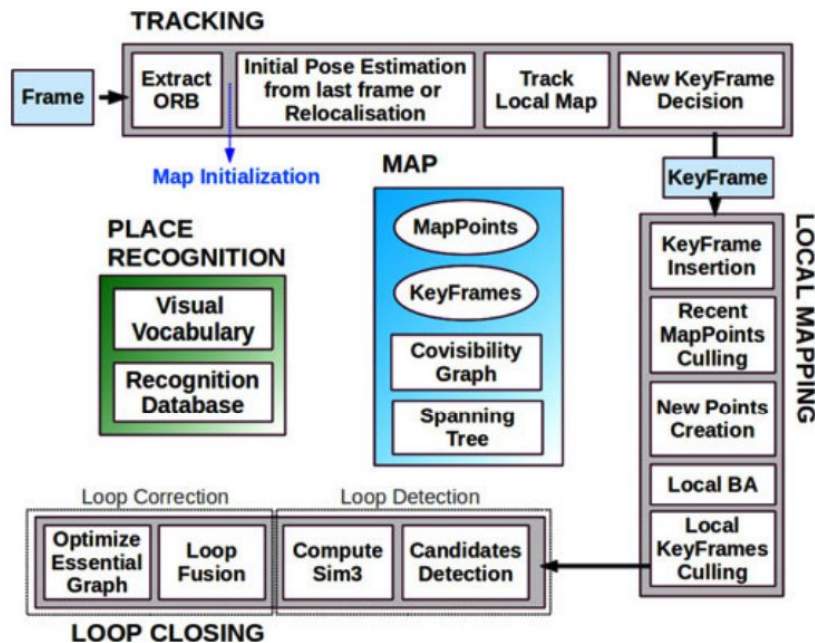 TRACKING
Frame
Extract
ORB
Initial Pose Estimation
from last frame or
Relocalisation
Track
Local Map
New KeyFrame
Decision
Map Initialization
MAP
KeyFrame
MapPoints
KeyFrames
Covisibility
Graph
Spanning
Tree
PLACE
RECOGNITION
Visual
Vocabulary
Recognition
Database
LOCAL MAPPING
KeyFrame
Insertion
Recent
MapPoints
Culling
New Points
Creation
Local BA
Local
KeyFrames
Culling
Loop Correction
Loop Detection
Optimize
Essential
Graph
Loop
Fusion
Compute
Sim3
Candidates
Detection
LOOP CLOSING